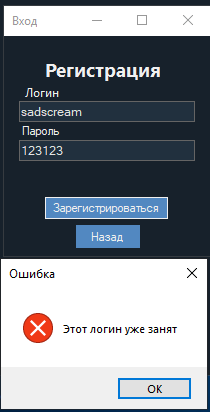 Вход
Регистрация
Логин
sadscream
Пароль
123123
Зарегистрироваться
Назад
Ошибка
Этот логин уже занят
OK